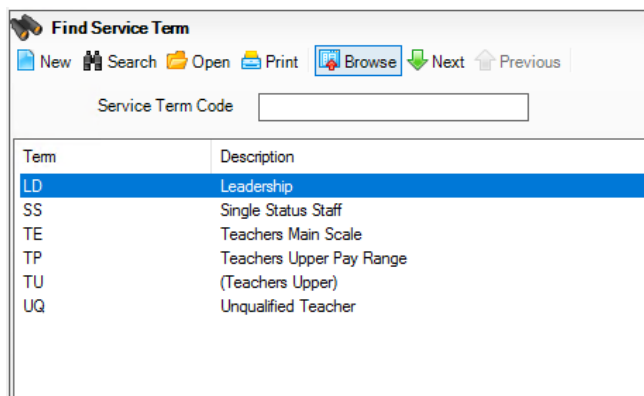 Find Service Term
New Search Open Print Browse Next Previous
Service Term Code
Term Description
LD Leadership
SS Single Status Staff
TE Teachers Main Scale
TP Teachers Upper Pay Range
TU (Teachers Upper)
UQ Unqualified Teacher